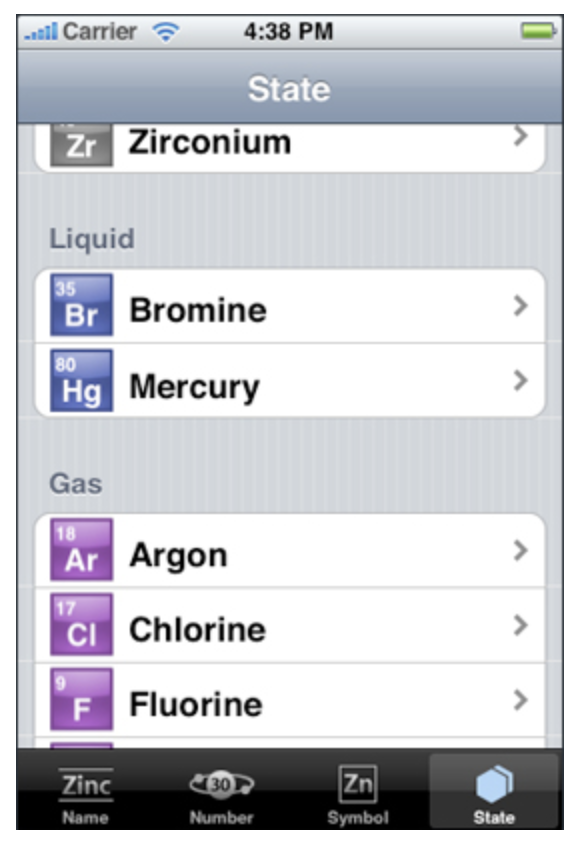 Carrier 4:38 PM
State
Zr Zirconium
Liquid
35
Br Bromine
80
Hg Mercury
Gas
18
Ar Argon
17
Cl Chlorine
9
F Fluorine
Zinc 30 Zn
Name Number Symbol State